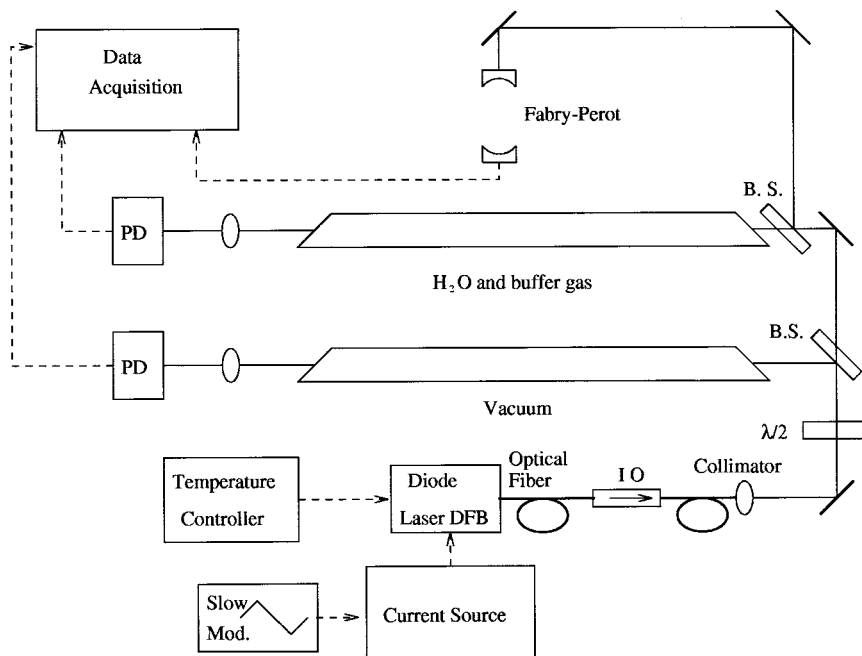 Data
Acquisition
Fabry-Perot
B. S.
PD
H₂O and buffer gas
B.S.
PD
Vacuum
λ/2
Optical
Fiber
I O
Collimator
Temperature
Controller
Diode
Laser DFB
Slow
Mod.
Current Source